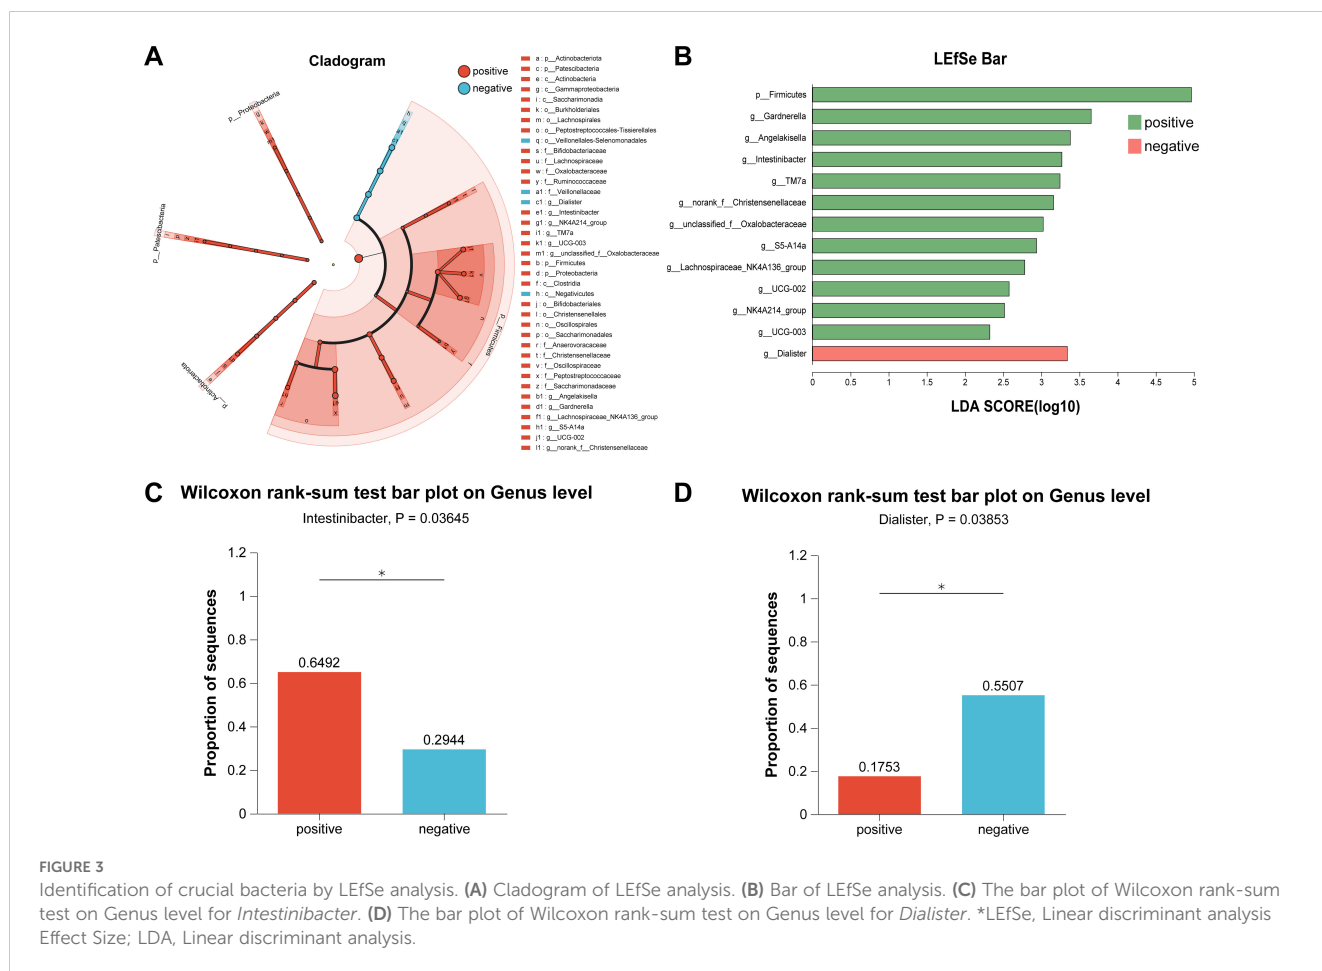 A
Cladogram
positive
negative
p__Proteobacteria
p__Patescibacteria
p__Actinobacteriota
p__Firmicutes
a : p__Actinobacteriota
c : p__Patescibacteria
e : c__Actinobacteria
g : c__Gammaproteobacteria
i : c__Saccharimonadia
k : o__Burkholderiales
m : o__Lachnospirales
o : o__Peptostreptococcales-Tissierellales
q : o__Veillonellales-Selenomonadales
s : f__Bifidobacteriaceae
u : f__Lachnospiraceae
w : f__Oxalobacteraceae
y : f__Ruminococcaceae
a1 : f__Veillonellaceae
c1 : g__Dialister
e1 : g__Intestinibacter
g1 : g__NK4A214_group
i1 : g__TM7a
k1 : g__UCG-003
m1 : g__unclassified_f__Oxalobacteraceae
b : p__Firmicutes
d : p__Proteobacteria
f : c__Clostridia
h : c__Negativicutes
j : o__Bifidobacteriales
l : o__Christensenellales
n : o__Oscillospirales
p : o__Saccharimonadales
r : f__Anaerovoracaceae
t : f__Christensenellaceae
v : f__Oscillospiraceae
x : f__Peptostreptococcaceae
z : f__Saccharimonadaceae
b1 : g__Angelakisella
d1 : g__Gardnerella
f1 : g__Lachnospiraceae_NK4A136_group
h1 : g__S5-A14a
j1 : g__UCG-002
l1 : g__norank_f__Christensenellaceae
B
LEfSe Bar
p__Firmicutes
g__Gardnerella
g__Angelakisella
g__Intestinibacter
g__TM7a
g__norank_f__Christensenellaceae
g__unclassified_f__Oxalobacteraceae
g__S5-A14a
g__Lachnospiraceae_NK4A136_group
g__UCG-002
g__NK4A214_group
g__UCG-003
g__Dialister
positive
negative
0 0.5 1 1.5 2 2.5 3 3.5 4 4.5 5
LDA SCORE(log10)
C
Wilcoxon rank-sum test bar plot on Genus level
Intestinibacter, P = 0.03645
Proportion of sequences
1.2
1
0.8
0.6
0.4
0.2
0
*
0.6492
0.2944
positive negative
D
Wilcoxon rank-sum test bar plot on Genus level
Dialister, P = 0.03853
Proportion of sequences
1.2
1
0.8
0.6
0.4
0.2
0
*
0.1753
0.5507
positive negative
FIGURE 3
Identification of crucial bacteria by LEfSe analysis. (A) Cladogram of LEfSe analysis. (B) Bar of LEfSe analysis. (C) The bar plot of Wilcoxon rank-sum
test on Genus level for Intestinibacter. (D) The bar plot of Wilcoxon rank-sum test on Genus level for Dialister. *LEfSe, Linear discriminant analysis
Effect Size; LDA, Linear discriminant analysis.